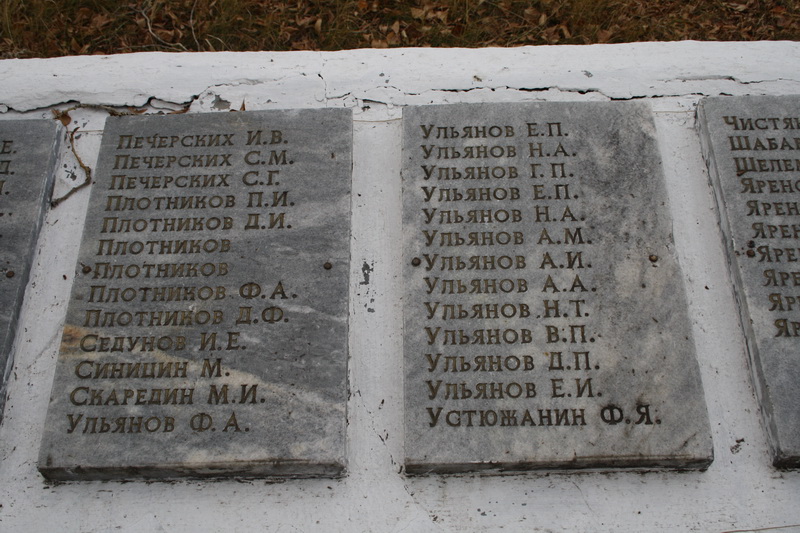 Печерских И.В.
Печерских С.М.
Печерских С.Г.
Плотников П.И.
Плотников Д.И.
Плотников
Плотников
Плотников Ф.А.
Плотников Д.Ф.
Седунов И.Е.
Синицин М.
Скаредин М.И.
Ульянов Ф.А.
Ульянов Е.П.
Ульянов Н.А.
Ульянов Г.П.
Ульянов Е.П.
Ульянов Н.А.
Ульянов А.М.
Ульянов А.И.
Ульянов А.А.
Ульянов Н.Т.
Ульянов В.П.
Ульянов Д.П.
Ульянов Е.И.
Устюжанин Ф.Я.